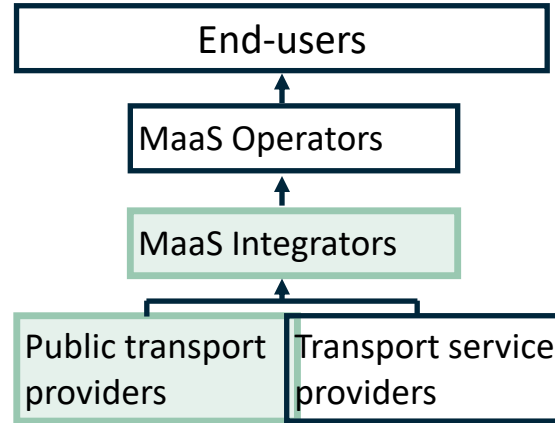 End-users
MaaS Operators
MaaS Integrators
Public transport
providers
Transport service
providers